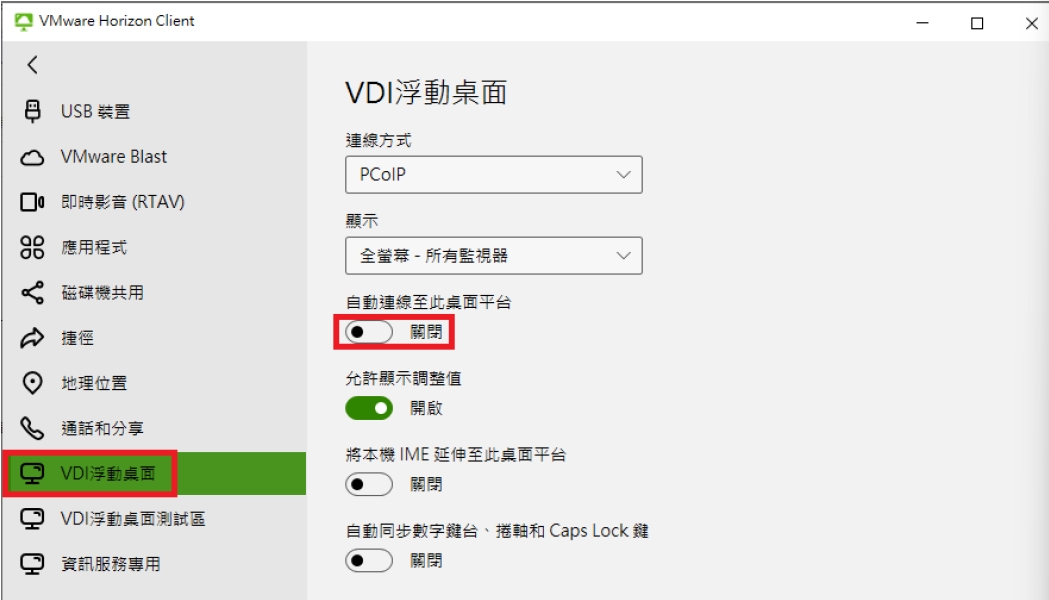 VMware Horizon Client
USB 裝置
VMware Blast
即時影音 (RTAV)
應用程式
磁碟機共用
捷徑
地理位置
通話和分享
VDI浮動桌面
VDI浮動桌面測試區
資訊服務專用
VDI浮動桌面
連線方式
PCoIP
顯示
全螢幕 - 所有監視器
自動連線至此桌面平台
關閉
允許顯示調整值
開啟
將本機 IME 延伸至此桌面平台
關閉
自動同步數字鍵台、捲軸和 Caps Lock 鍵
關閉